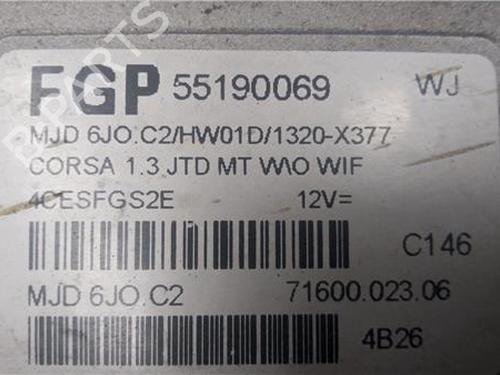 FGP 55190069 WJ
MJD 6JO.C2/HW01D/1320-X377
CORSA 1.3 JTD MT W\O WIF
4CESFGS2E 12V=
C146
MJD 6JO.C2 71600.023.06
4B26